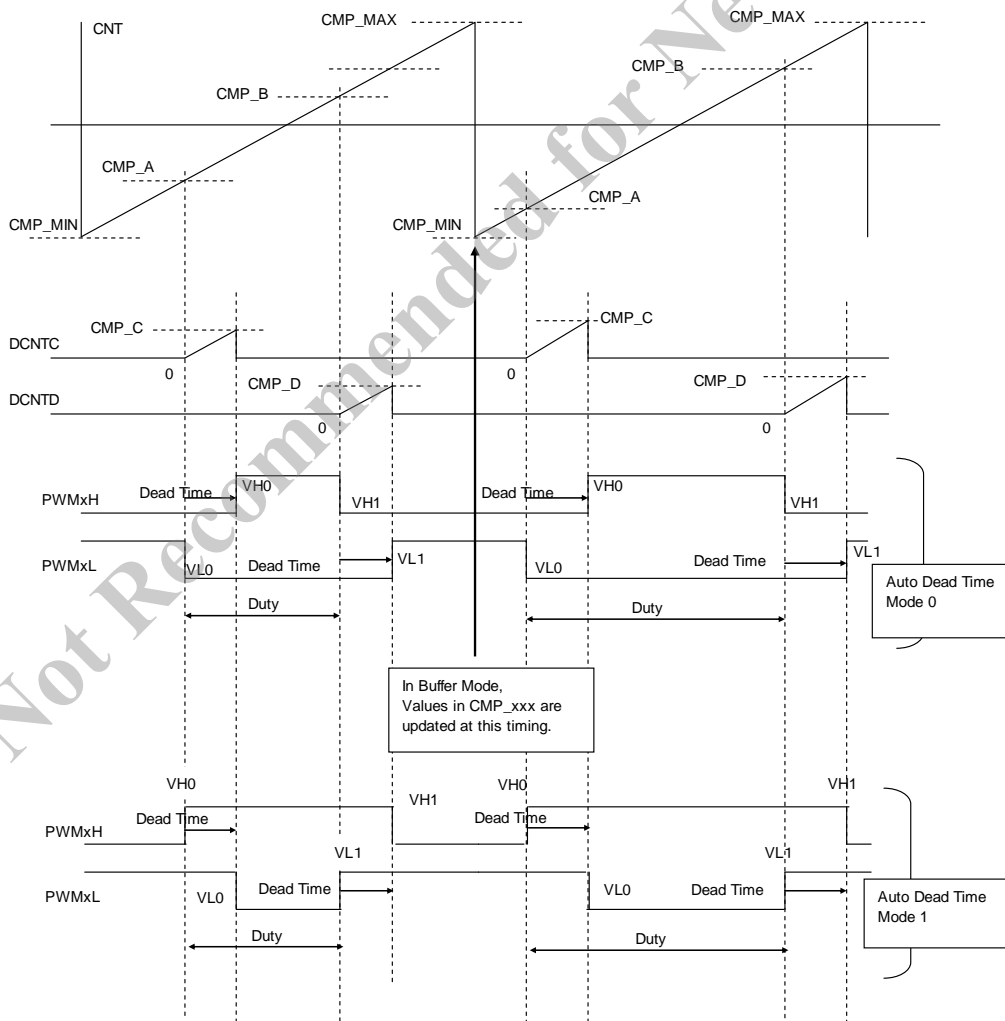 CMP_MAX
CMP_MAX
CNT
CMP_B
CMP_B
CMP_A
CMP_A
CMP_MIN
CMP_MIN
CMP_C
CMP_C
DCNTC
0
0
CMP_D
CMP_D
DCNTD
0
0
PWMxH
Dead Time
VH0
VH1
Dead Time
VH0
VH1
PWMxL
VL0
Dead Time
VL1
VL0
Dead Time
VL1
Duty
Duty
Auto Dead Time
Mode 0
In Buffer Mode,
Values in CMP_xxx are
updated at this timing.
VH0
VH1
VH0
VH1
PWMxH
Dead Time
Dead Time
VL1
VL1
PWMxL
VL0
Dead Time
VL0
Dead Time
Duty
Duty
Auto Dead Time
Mode 1
Not Recommended for Ne